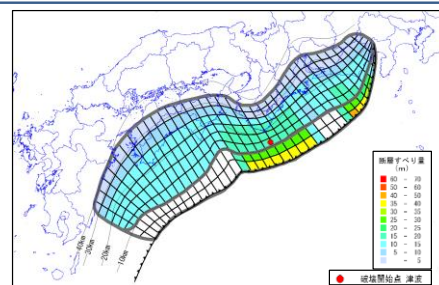 40km
30km
20km
10km
断層すべり量
(m)
60 - 70
50 - 60
40 - 50
35 - 40
30 - 35
25 - 30
20 - 25
15 - 20
10 - 15
5 - 10
- 5
破壊開始点 津波